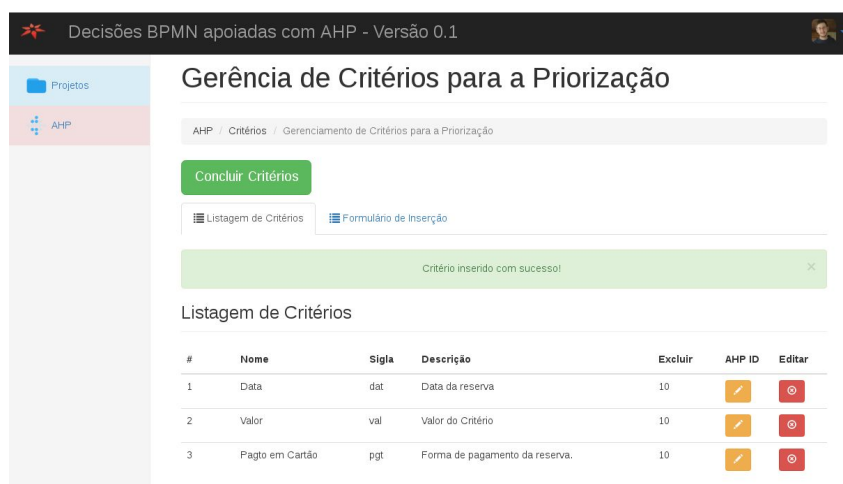 Decisões BPMN apoiadas com AHP - Versão 0.1
Projetos
AHP
Gerência de Critérios para a Priorização
AHP / Critérios / Gerenciamento de Critérios para a Priorização
Concluir Critérios
Listagem de Critérios Formulário de Inserção
Critério inserido com sucesso! ×
Listagem de Critérios
# Nome Sigla Descrição Excluir AHP ID Editar
1 Data dat Data da reserva 10
2 Valor val Valor do Critério 10
3 Pagto em Cartão pgt Forma de pagamento da reserva. 10